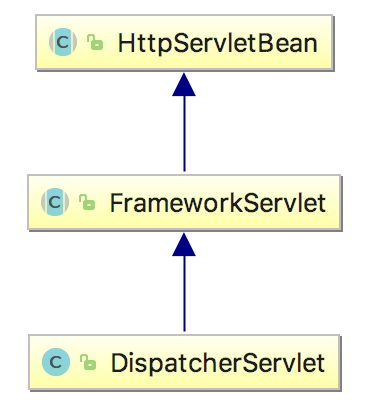 C HttpServletBean
C FrameworkServlet
C DispatcherServlet